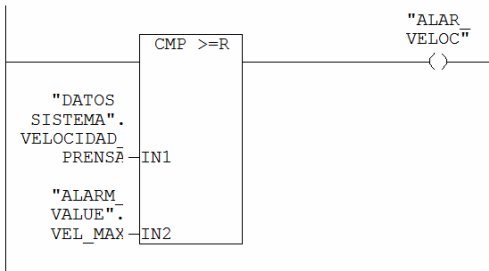 "ALAR_
VELOC"
CMP >=R
"DATOS
SISTEMA".
VELOCIDAD_
PRENSA
IN1
"ALARM_
VALUE".
VEL_MAX
IN2